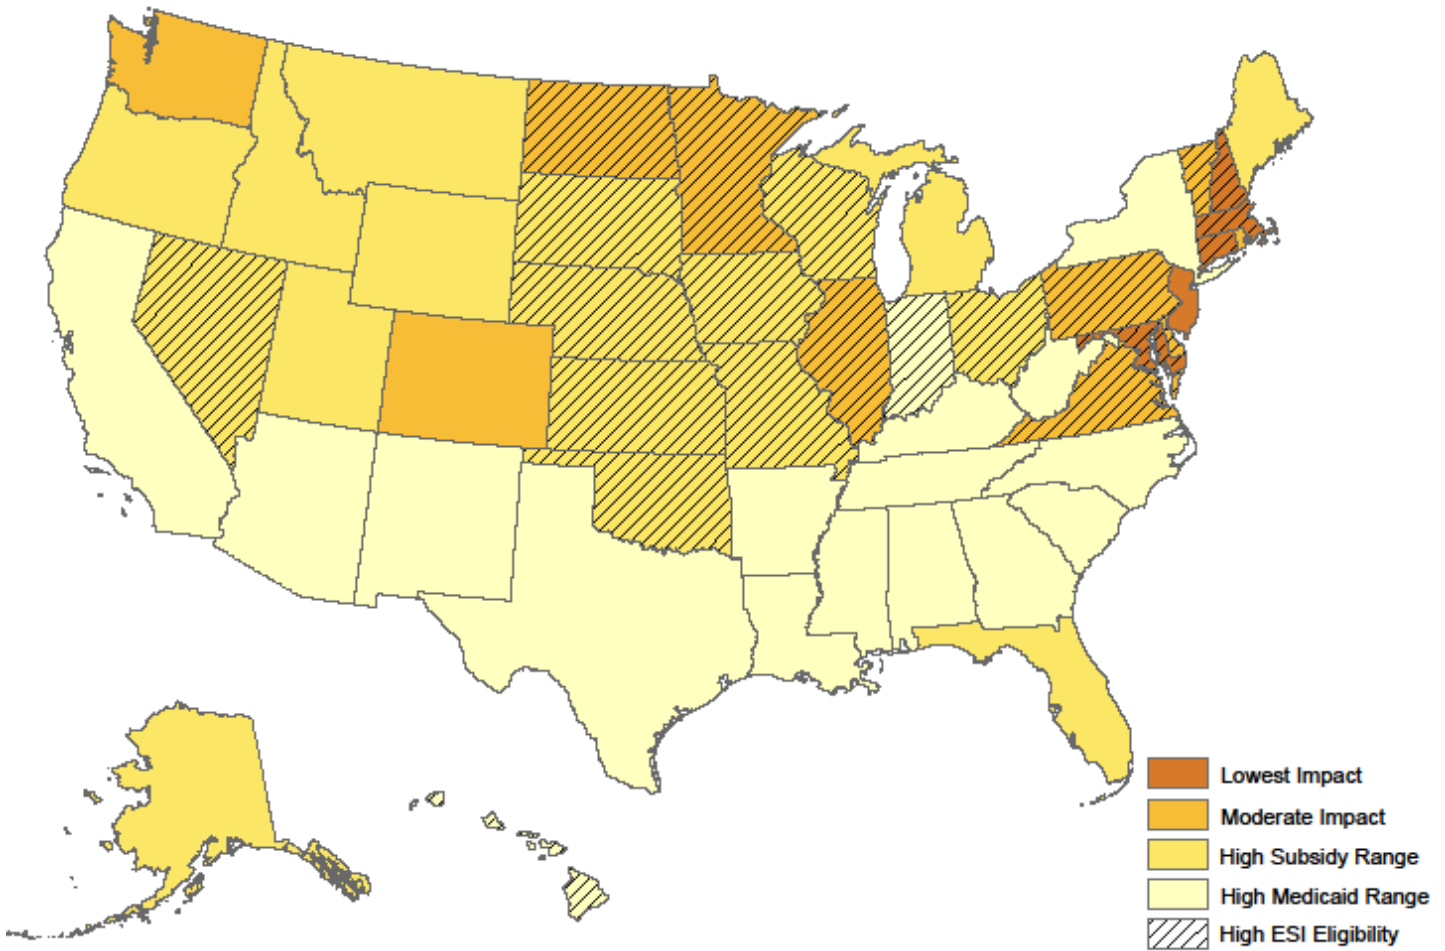 Lowest Impact
Moderate Impact
High Subsidy Range
High Medicaid Range
High ESI Eligibility